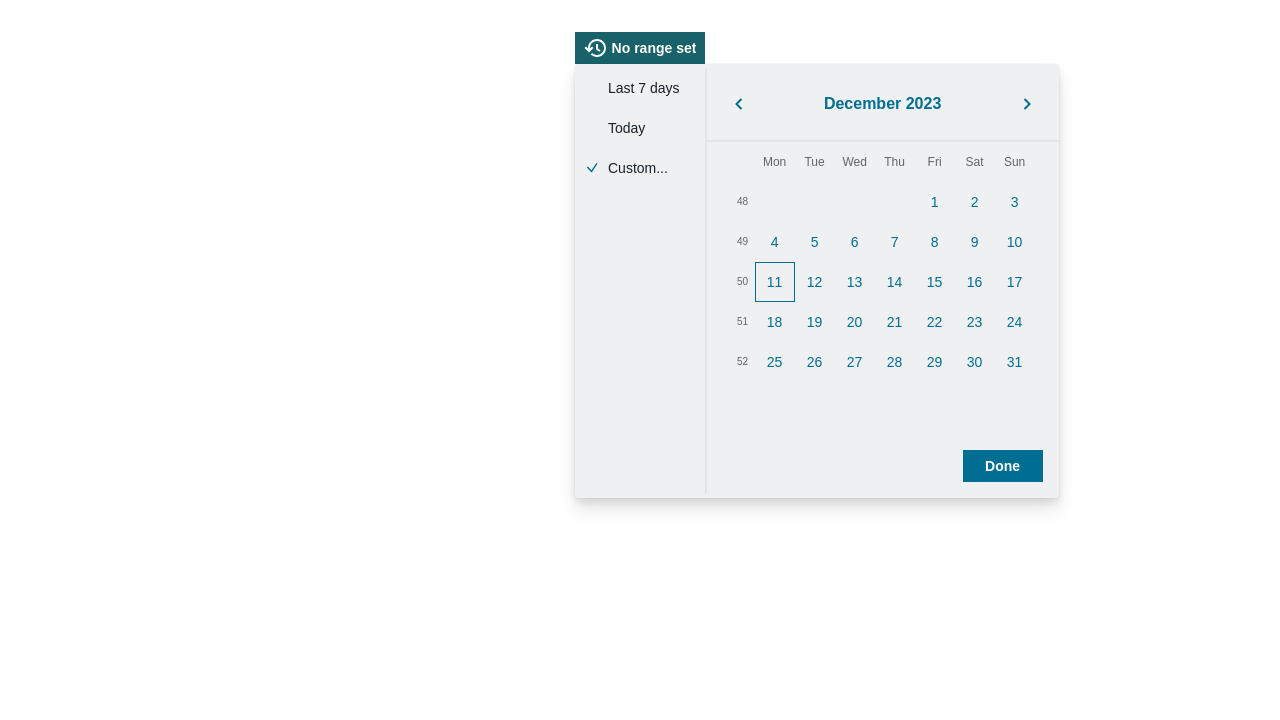 No range set
Last 7 days
Today
Custom...
December 2023
Mon Tue Wed Thu Fri Sat Sun
48 1 2 3
49 4 5 6 7 8 9 10
50 11 12 13 14 15 16 17
51 18 19 20 21 22 23 24
52 25 26 27 28 29 30 31
Done